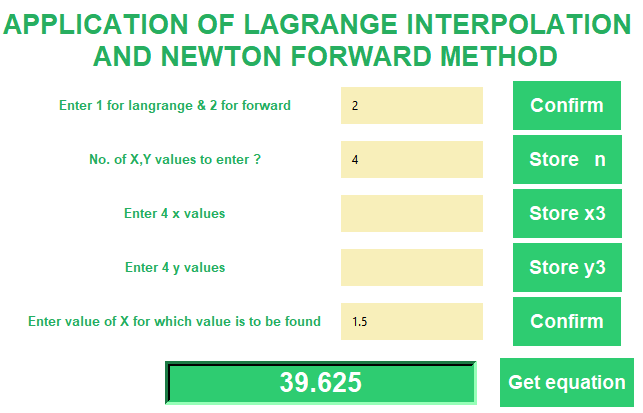 APPLICATION OF LAGRANGE INTERPOLATION
AND NEWTON FORWARD METHOD
Enter 1 for langrange & 2 for forward 2 Confirm
No. of X,Y values to enter ? 4 Store n
Enter 4 x values Store x3
Enter 4 y values Store y3
Enter value of X for which value is to be found 1.5 Confirm
39.625 Get equation